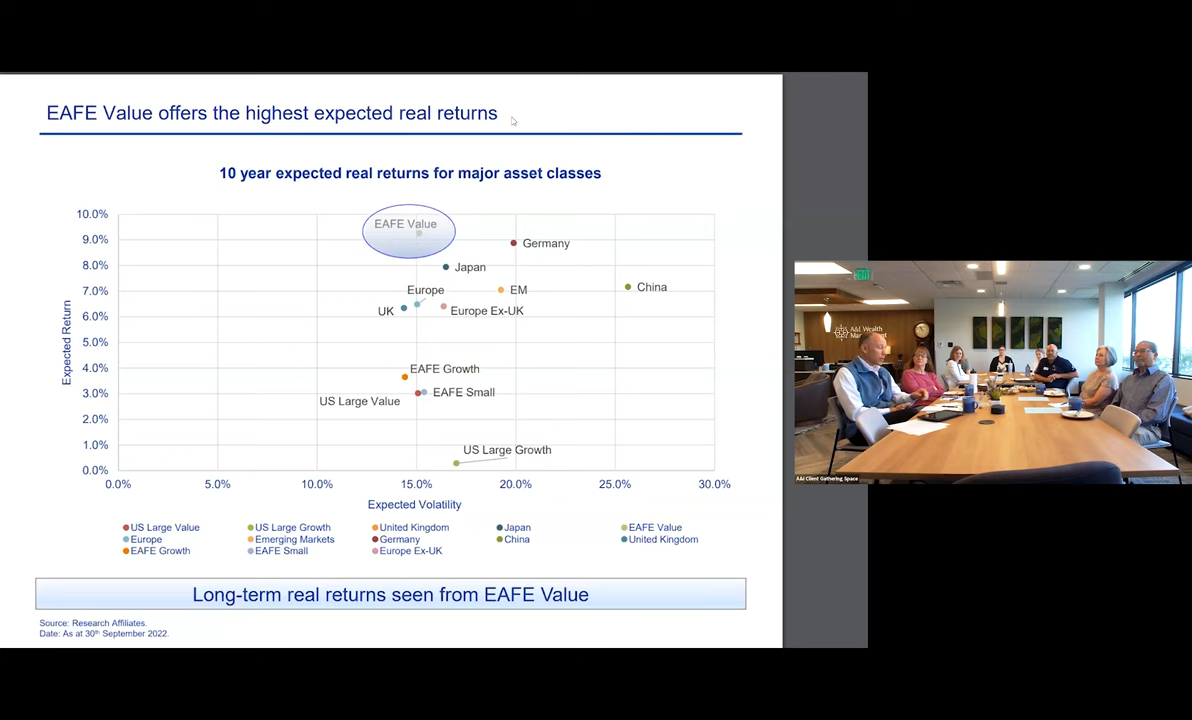 EAFE Value offers the highest expected real returns
10 year expected real returns for major asset classes
10.0%
9.0%
8.0%
7.0%
6.0%
5.0%
4.0%
3.0%
2.0%
1.0%
0.0%
Expected Return
EAFE Value
Germany
Japan
Europe
EM
China
UK
Europe Ex-UK
EAFE Growth
US Large Value
EAFE Small
US Large Growth
0.0% 5.0% 10.0% 15.0% 20.0% 25.0% 30.0%
Expected Volatility
US Large Value US Large Growth United Kingdom Japan EAFE Value
Europe Emerging Markets Germany China United Kingdom
EAFE Growth EAFE Small Europe Ex-UK
Long-term real returns seen from EAFE Value
Source: Research Affiliates.
Date: As at 30th September 2022.
A&I Wealth
Management
A&I Client Gathering Space